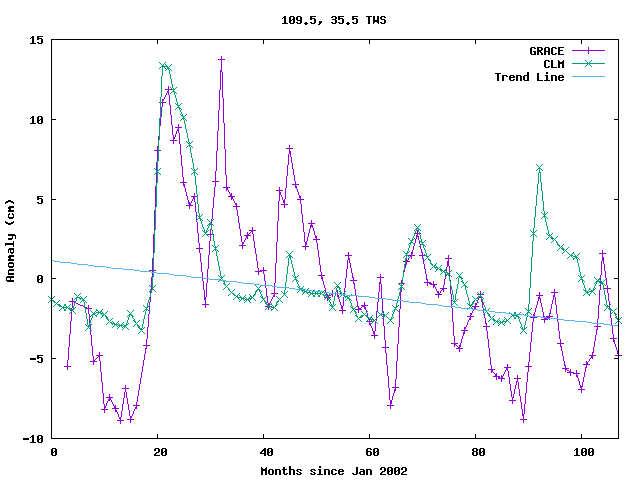 109.5, 35.5 TWS
GRACE
CLM
Trend Line
Anomaly (cm)
15
10
5
0
-5
-10
0 20 40 60 80 100
Months since Jan 2002